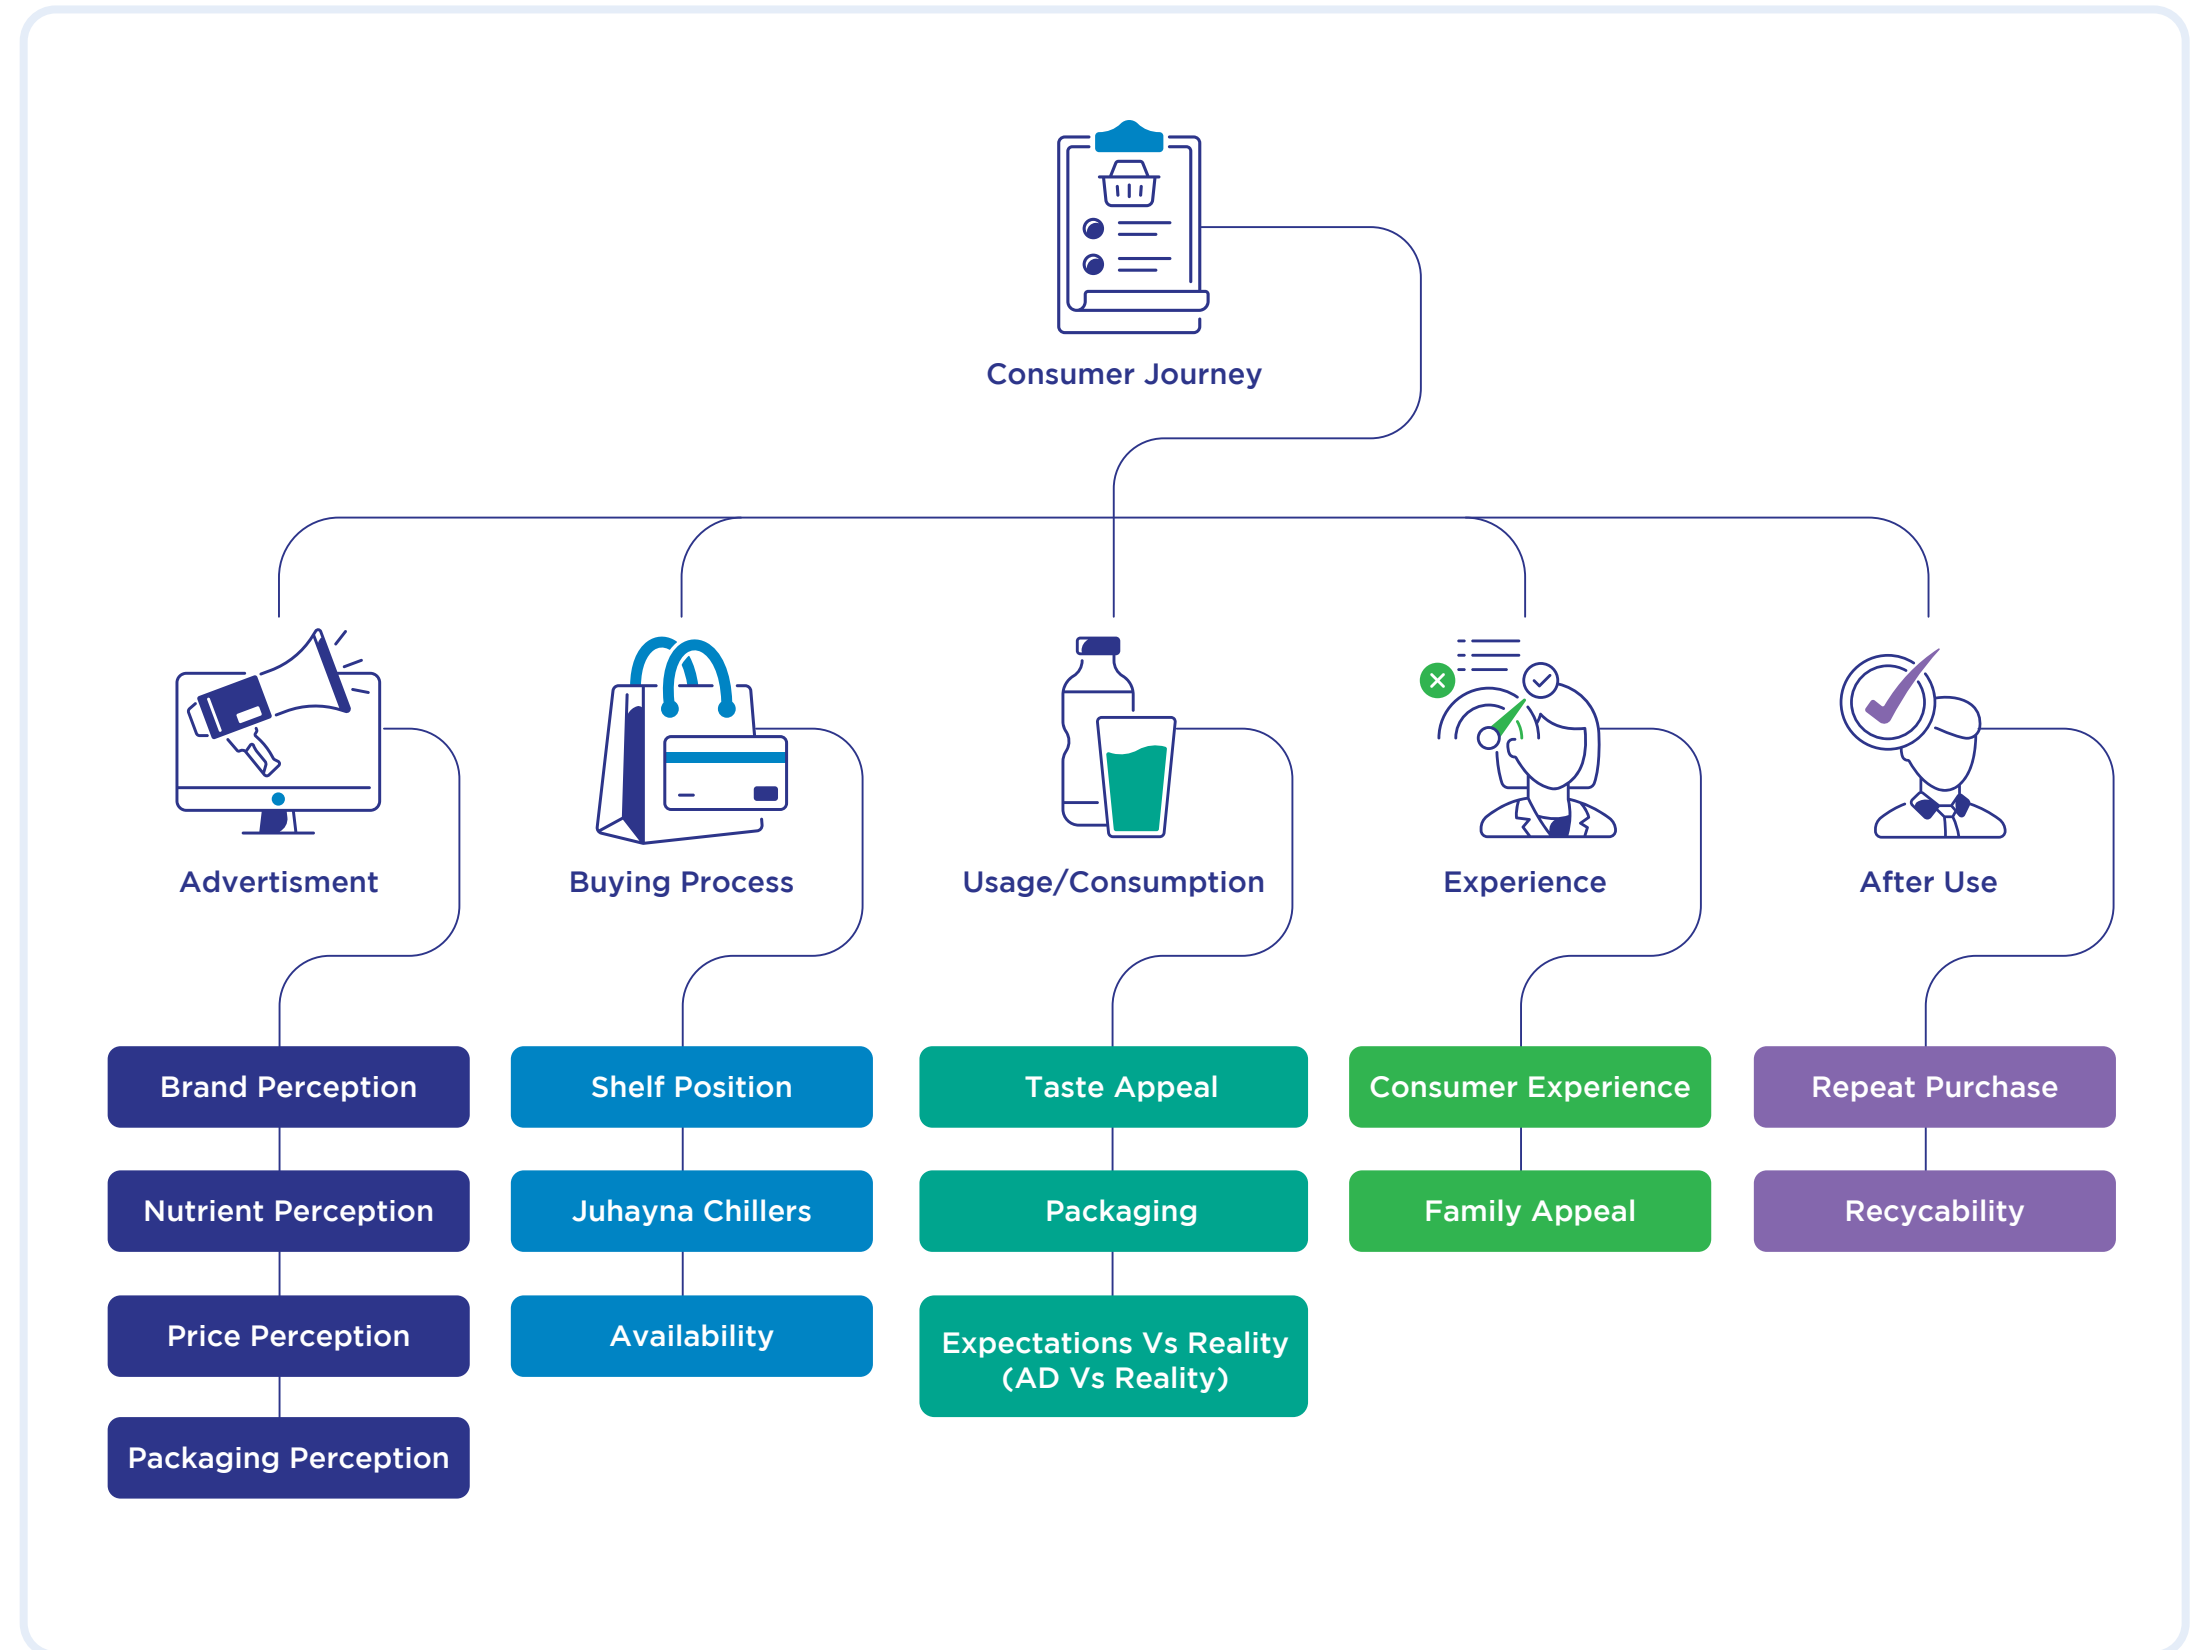 Consumer Journey
Advertisment
Buying Process
Usage/Consumption
Experience
After Use
Brand Perception
Nutrient Perception
Price Perception
Packaging Perception
Shelf Position
Juhayna Chillers
Availability
Taste Appeal
Packaging
Expectations Vs Reality
(AD Vs Reality)
Consumer Experience
Family Appeal
Repeat Purchase
Recycability